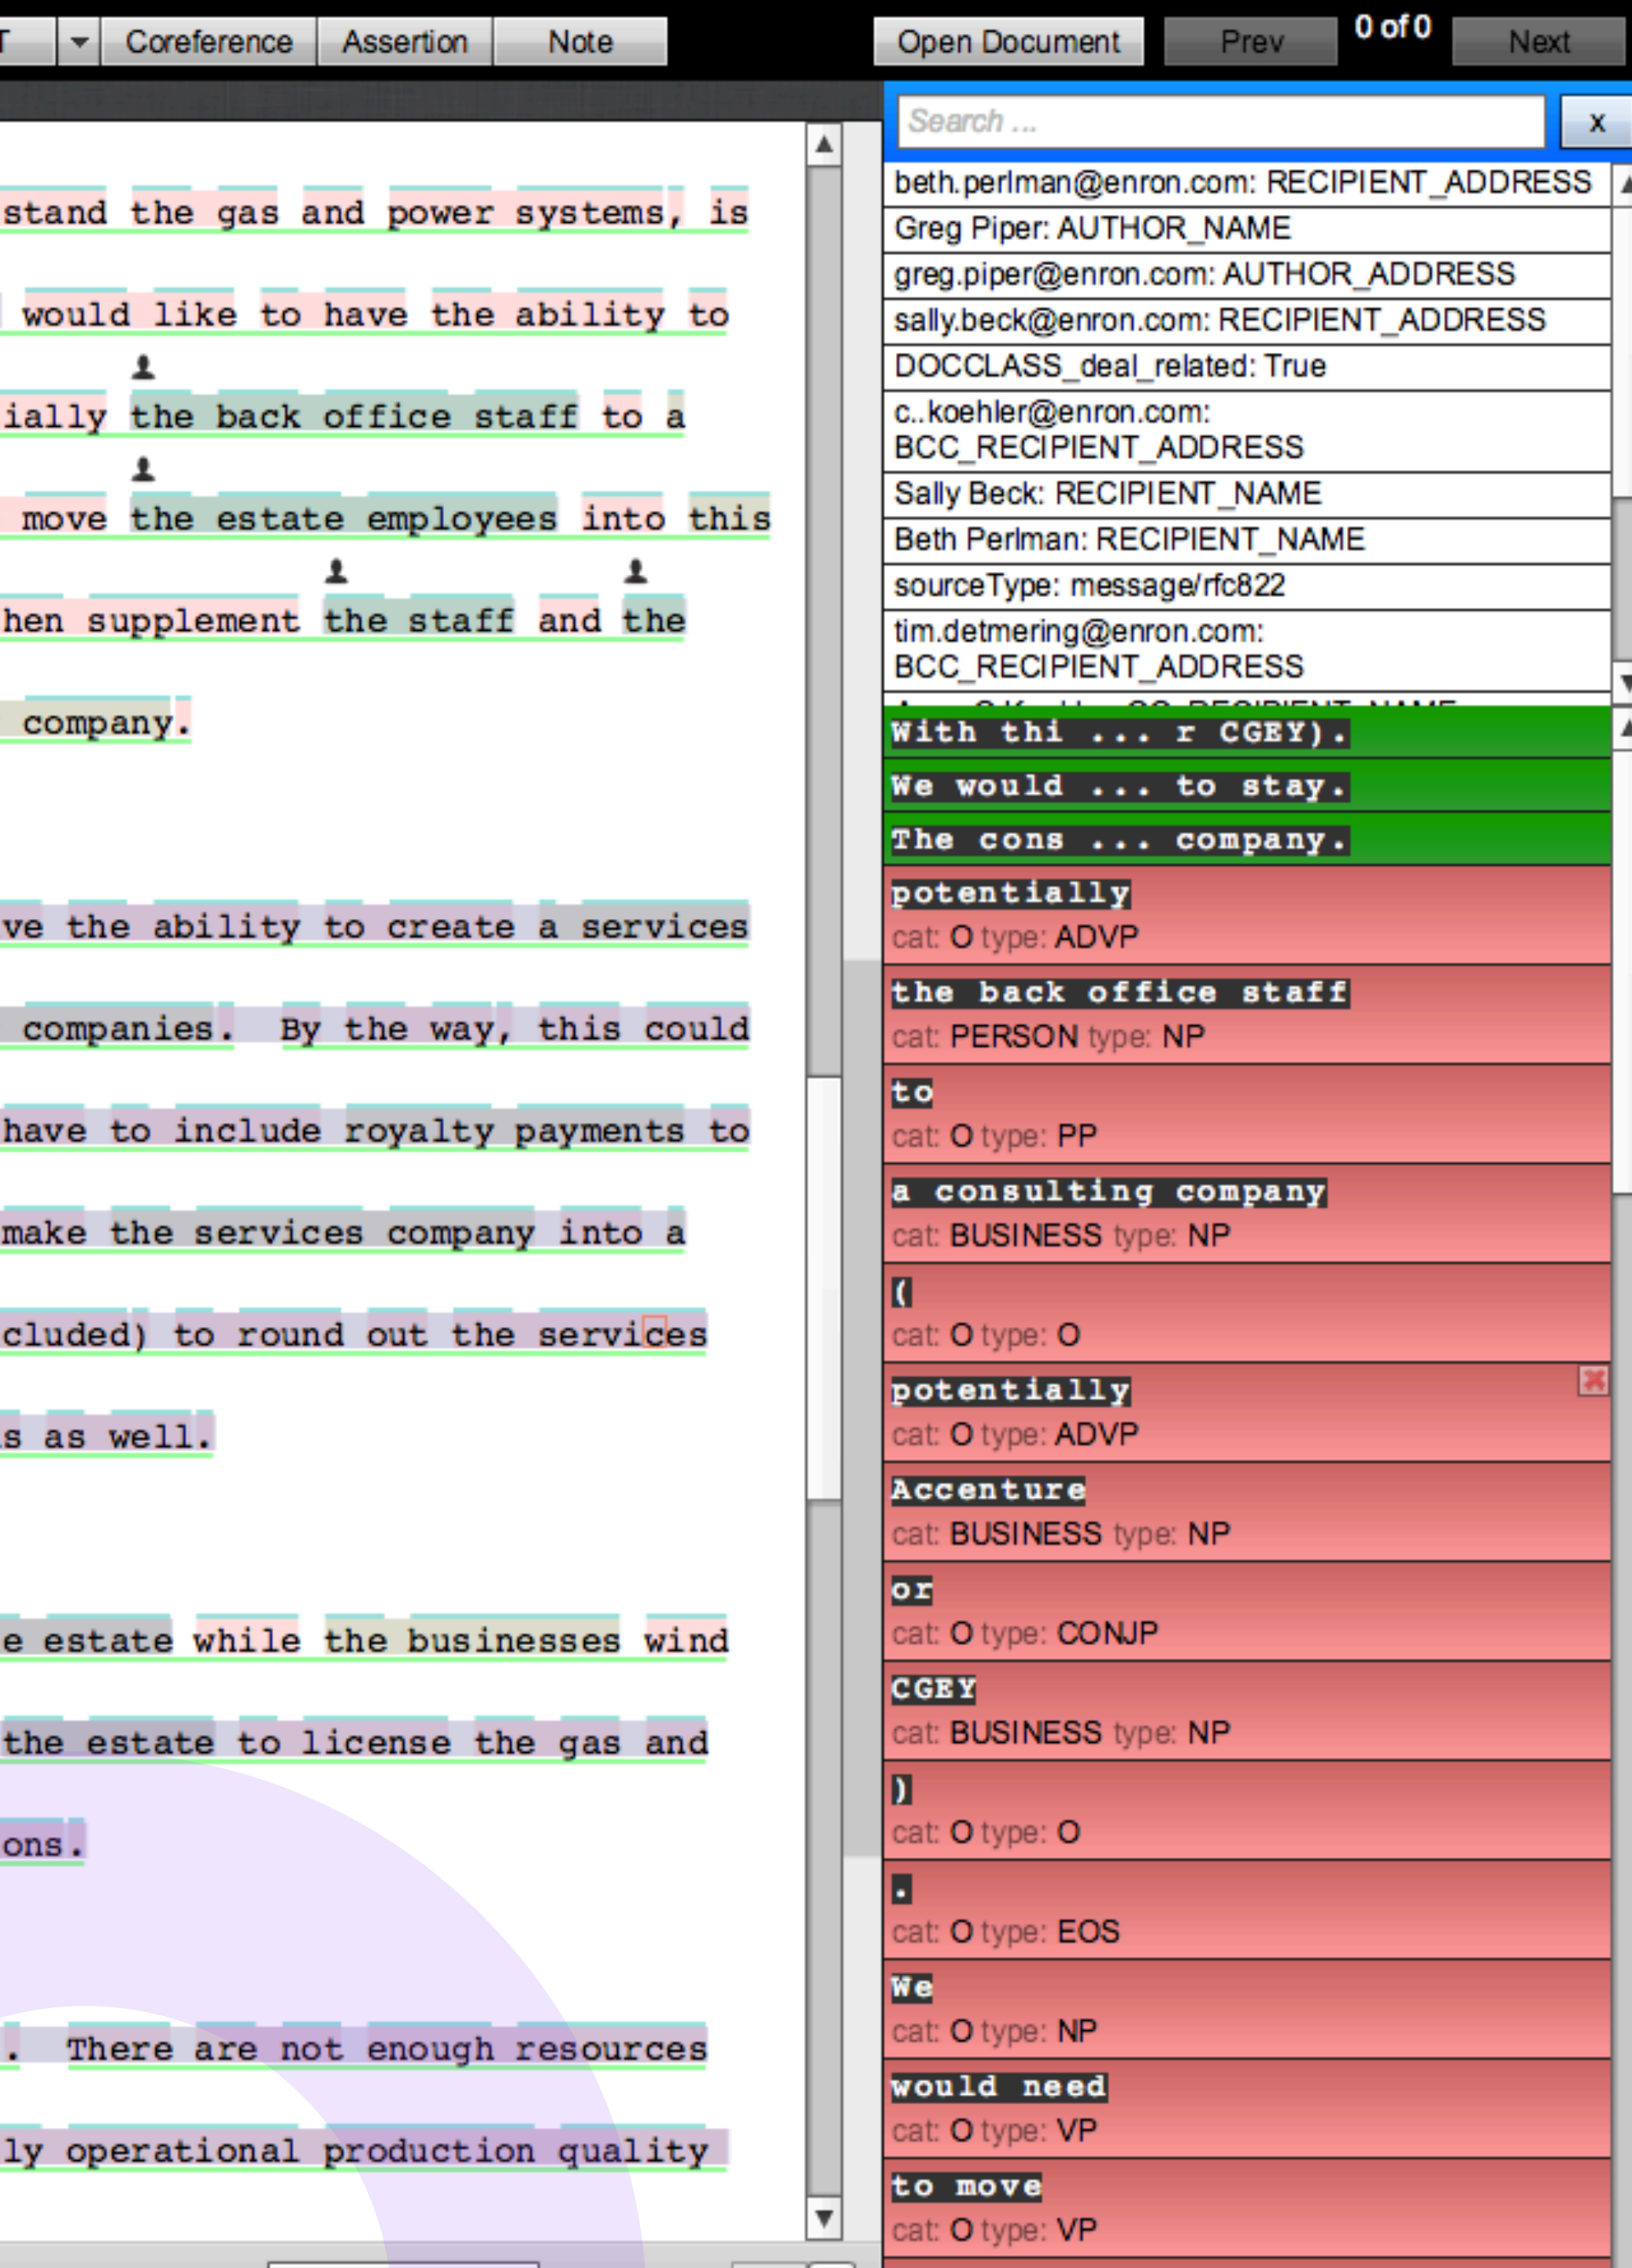 T
Coreference
Assertion
Note
Open Document
Prev
0 of 0
Next
stand the gas and power systems, is
would like to have the ability to
ially the back office staff to a
move the estate employees into this
hen supplement the staff and the
company.
ve the ability to create a services
companies. By the way, this could
have to include royalty payments to
make the services company into a
cluded) to round out the services
s as well.
e estate while the businesses wind
the estate to license the gas and
ons.
. There are not enough resources
ly operational production quality
Search ...
x
beth.perlman@enron.com: RECIPIENT_ADDRESS
Greg Piper: AUTHOR_NAME
greg.piper@enron.com: AUTHOR_ADDRESS
sally.beck@enron.com: RECIPIENT_ADDRESS
DOCCLASS_deal_related: True
c..koehler@enron.com:
BCC_RECIPIENT_ADDRESS
Sally Beck: RECIPIENT_NAME
Beth Perlman: RECIPIENT_NAME
sourceType: message/rfc822
tim.detmering@enron.com:
BCC_RECIPIENT_ADDRESS
With thi ... r CGEY).
We would ... to stay.
The cons ... company.
potentially
cat: O type: ADVP
the back office staff
cat: PERSON type: NP
to
cat: O type: PP
a consulting company
cat: BUSINESS type: NP
(
cat: O type: O
potentially
cat: O type: ADVP
Accenture
cat: BUSINESS type: NP
or
cat: O type: CONJP
CGEY
cat: BUSINESS type: NP
)
cat: O type: O
.
cat: O type: EOS
We
cat: O type: NP
would need
cat: O type: VP
to move
cat: O type: VP